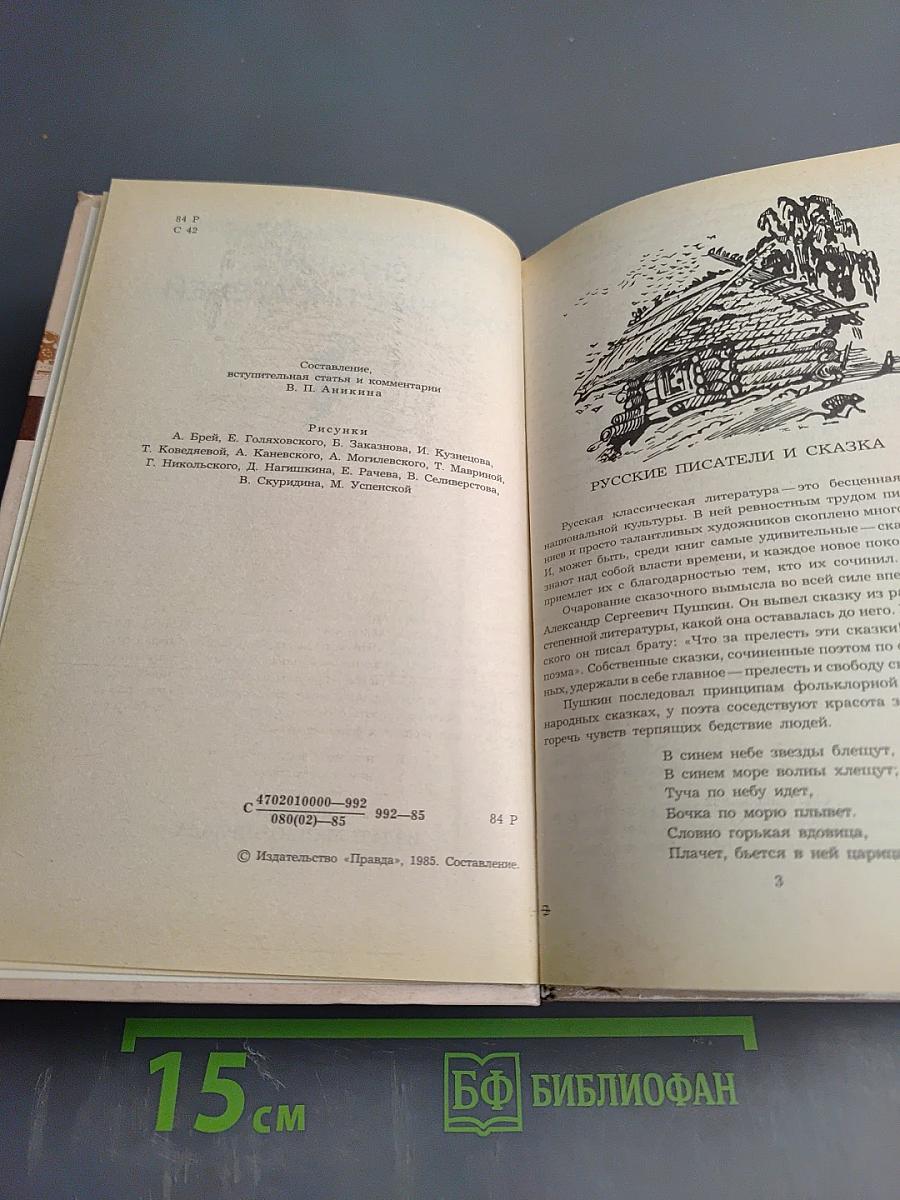 84 Р
С 42
Составление,
вступительная статья и комментарии
В. П. Аникина
Рисунки
А. Брей, Е. Голяховского, Б. Заказнова, И. Кузнецова,
Т. Коведяевой, А. Каневского, А. Могилевского, Т. Мавриной,
Г. Никольского, Д. Нагишкина, Е. Рачева, В. Селиверстова,
В. Скуридина, М. Успенской
С 4702010000—992 992—85
080(02)—85
84 Р
© Издательство «Правда», 1985. Составление.
РУССКИЕ ПИСАТЕЛИ И СКАЗКА
Русская классическая литература—это бесценная
национальной культуры. В ней ревностным трудом
и просто талантливых художников скоплено
И, может быть, среди книг самые удивительные—
знают над собой власти времени, и каждое новое
приемлет их с благодарностью тем, кто их сочинил.
Очарование сказочного вымысла во всей силе
Александр Сергеевич Пушкин. Он вывел сказку из
степенной литературы, какой она оставалась до него.
ского он писал брату: «Что за прелесть эти сказки!
поэма». Собственные сказки, сочиненные поэтом по
ных, удержали в себе главное—прелесть и свободу
Пушкин последовал принципам фольклорной
народных сказках, у поэта соседствуют красота
горечь чувств терпящих бедствие людей.
В синем небе звезды блещут,
В синем море волны хлещут;
Туча по небу идет,
Бочка по морю плывет.
Словно горькая вдовица,
Плачет, бьется в ней царица
3
15 см
БФ БИБЛИОФАН